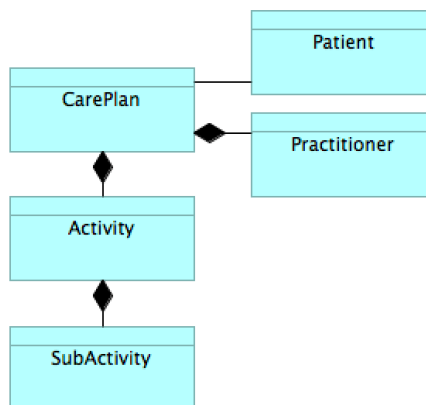 Patient
CarePlan
Practitioner
Activity
SubActivity